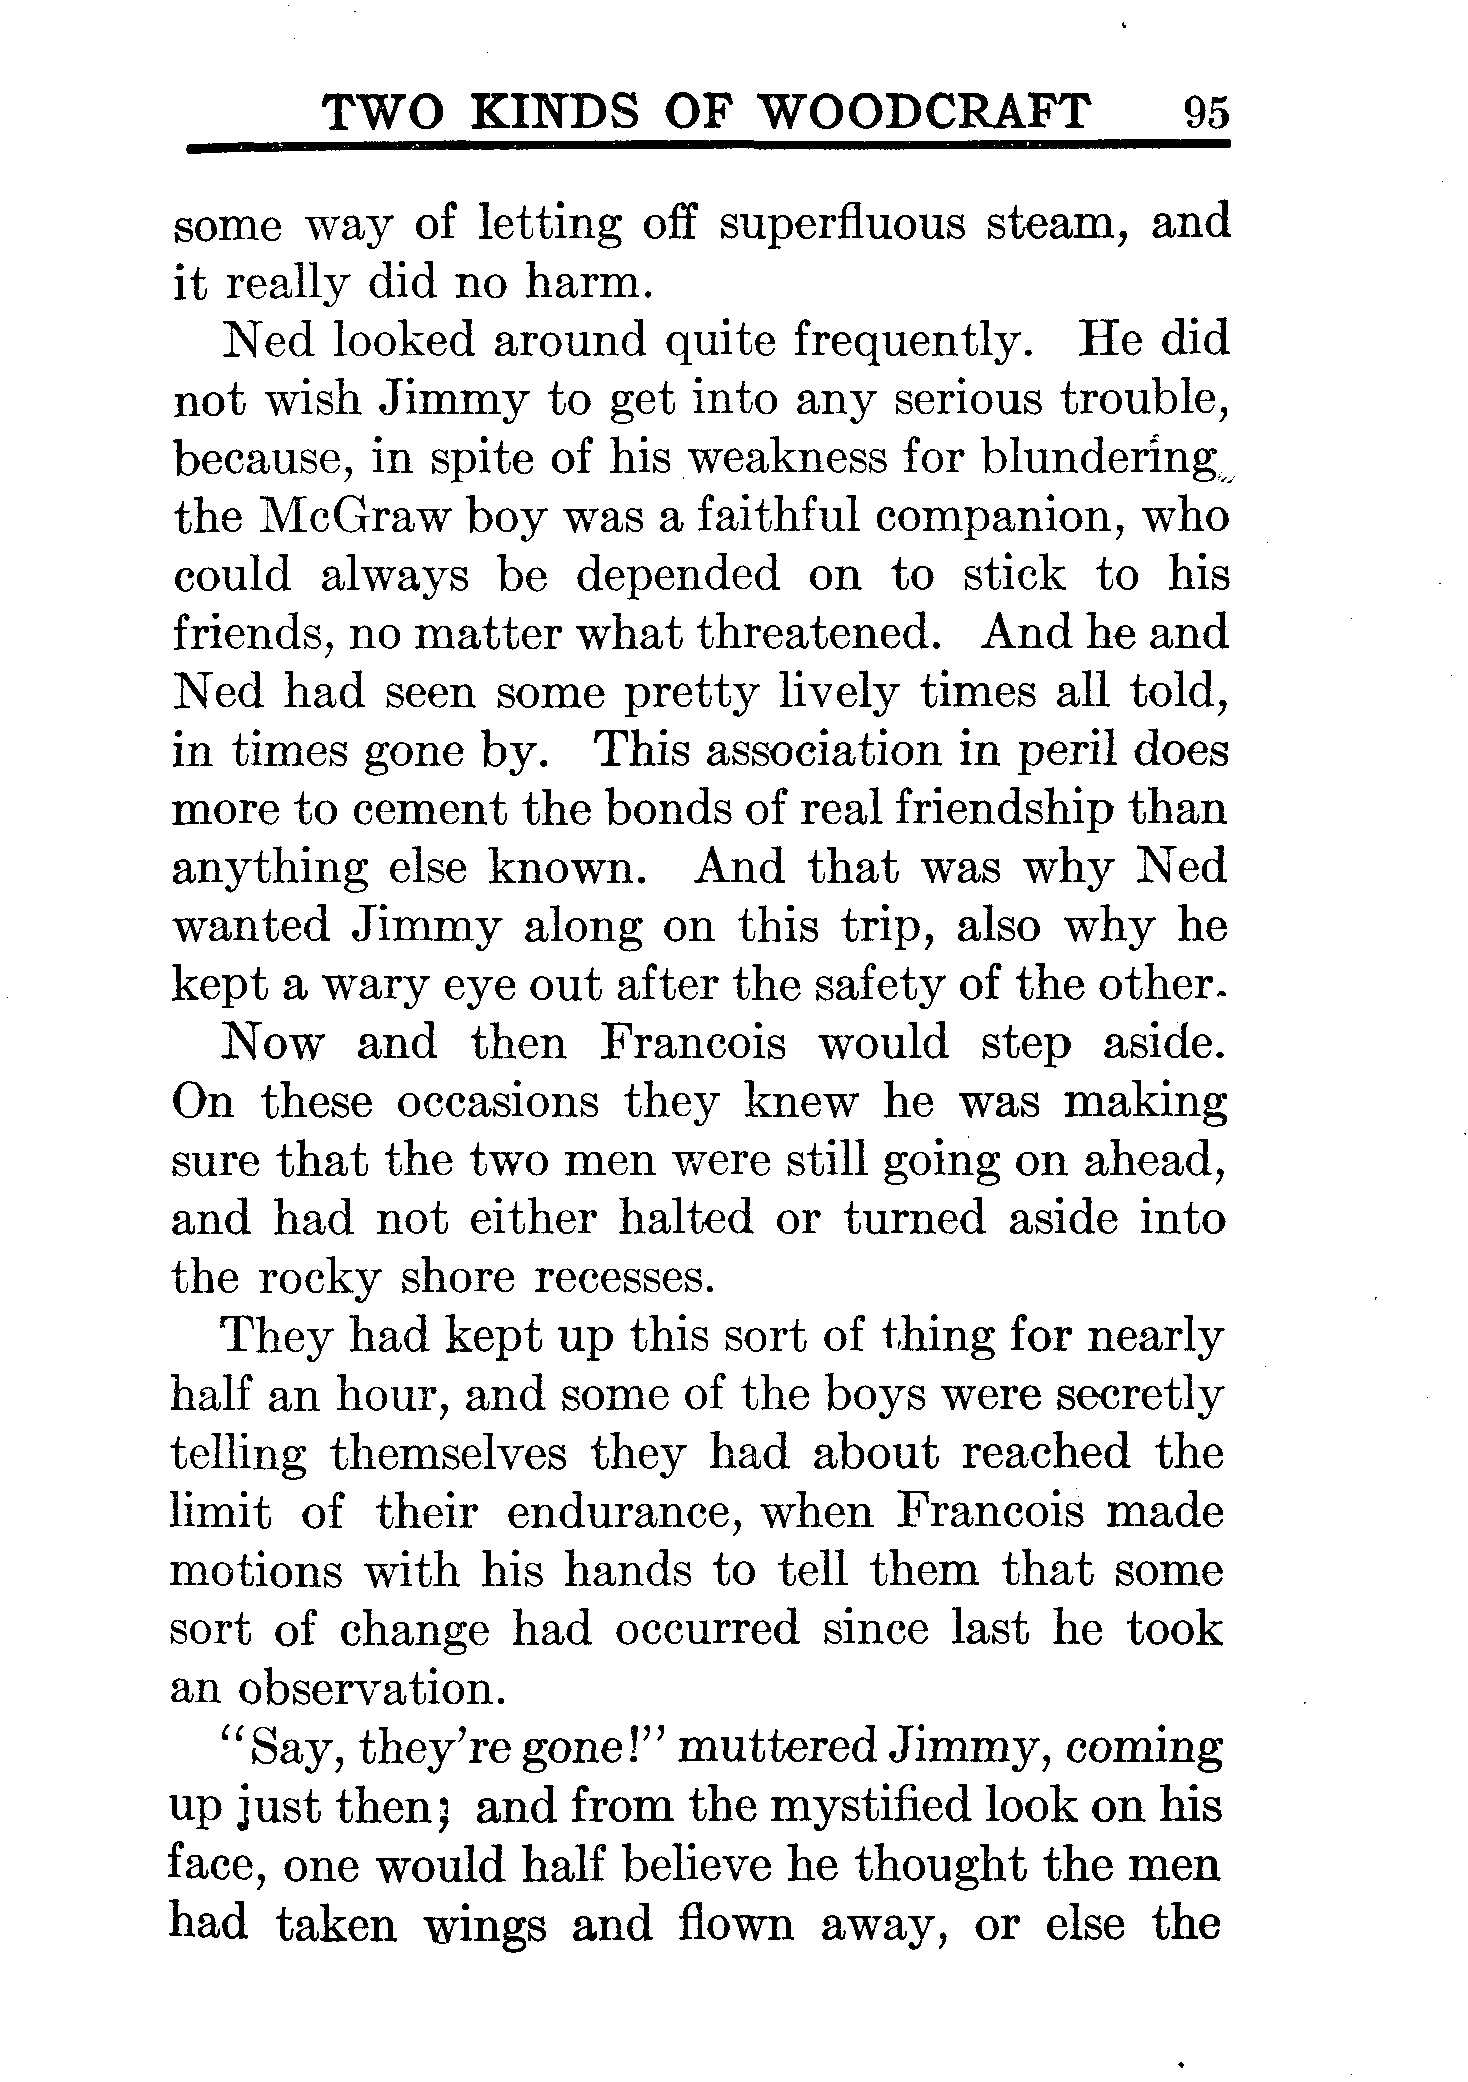 TWO KINDS OF WOODCRAFT 95
some way of letting off superfluous steam, and
it really did no harm.
Ned looked around quite frequently. He did
not wish Jimmy to get into any serious trouble,
because, in spite of his weakness for blundering,
the McGraw boy was a faithful companion, who
could always be depended on to stick to his
friends, no matter what threatened. And he and
Ned had seen some pretty lively times all told,
in times gone by. This association in peril does
more to cement the bonds of real friendship than
anything else known. And that was why Ned
wanted Jimmy along on this trip, also why he
kept a wary eye out after the safety of the other.
Now and then Francois would step aside.
On these occasions they knew he was making
sure that the two men were still going on ahead,
and had not either halted or turned aside into
the rocky shore recesses.
They had kept up this sort of thing for nearly
half an hour, and some of the boys were secretly
telling themselves they had about reached the
limit of their endurance, when Francois made
motions with his hands to tell them that some
sort of change had occurred since last he took
an observation.
"Say, they're gone!" muttered Jimmy, coming
up just then; and from the mystified look on his
face, one would half believe he thought the men
had taken wings and flown away, or else the